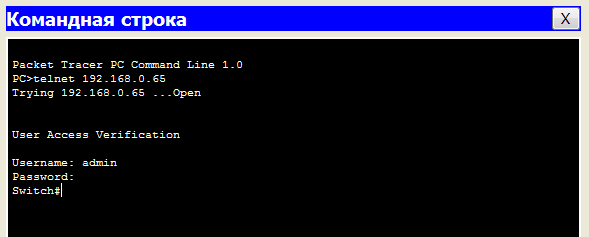 Командная строка
X
Packet Tracer PC Command Line 1.0
PC>telnet 192.168.0.65
Trying 192.168.0.65 ...Open
User Access Verification
Username: admin
Password:
Switch#